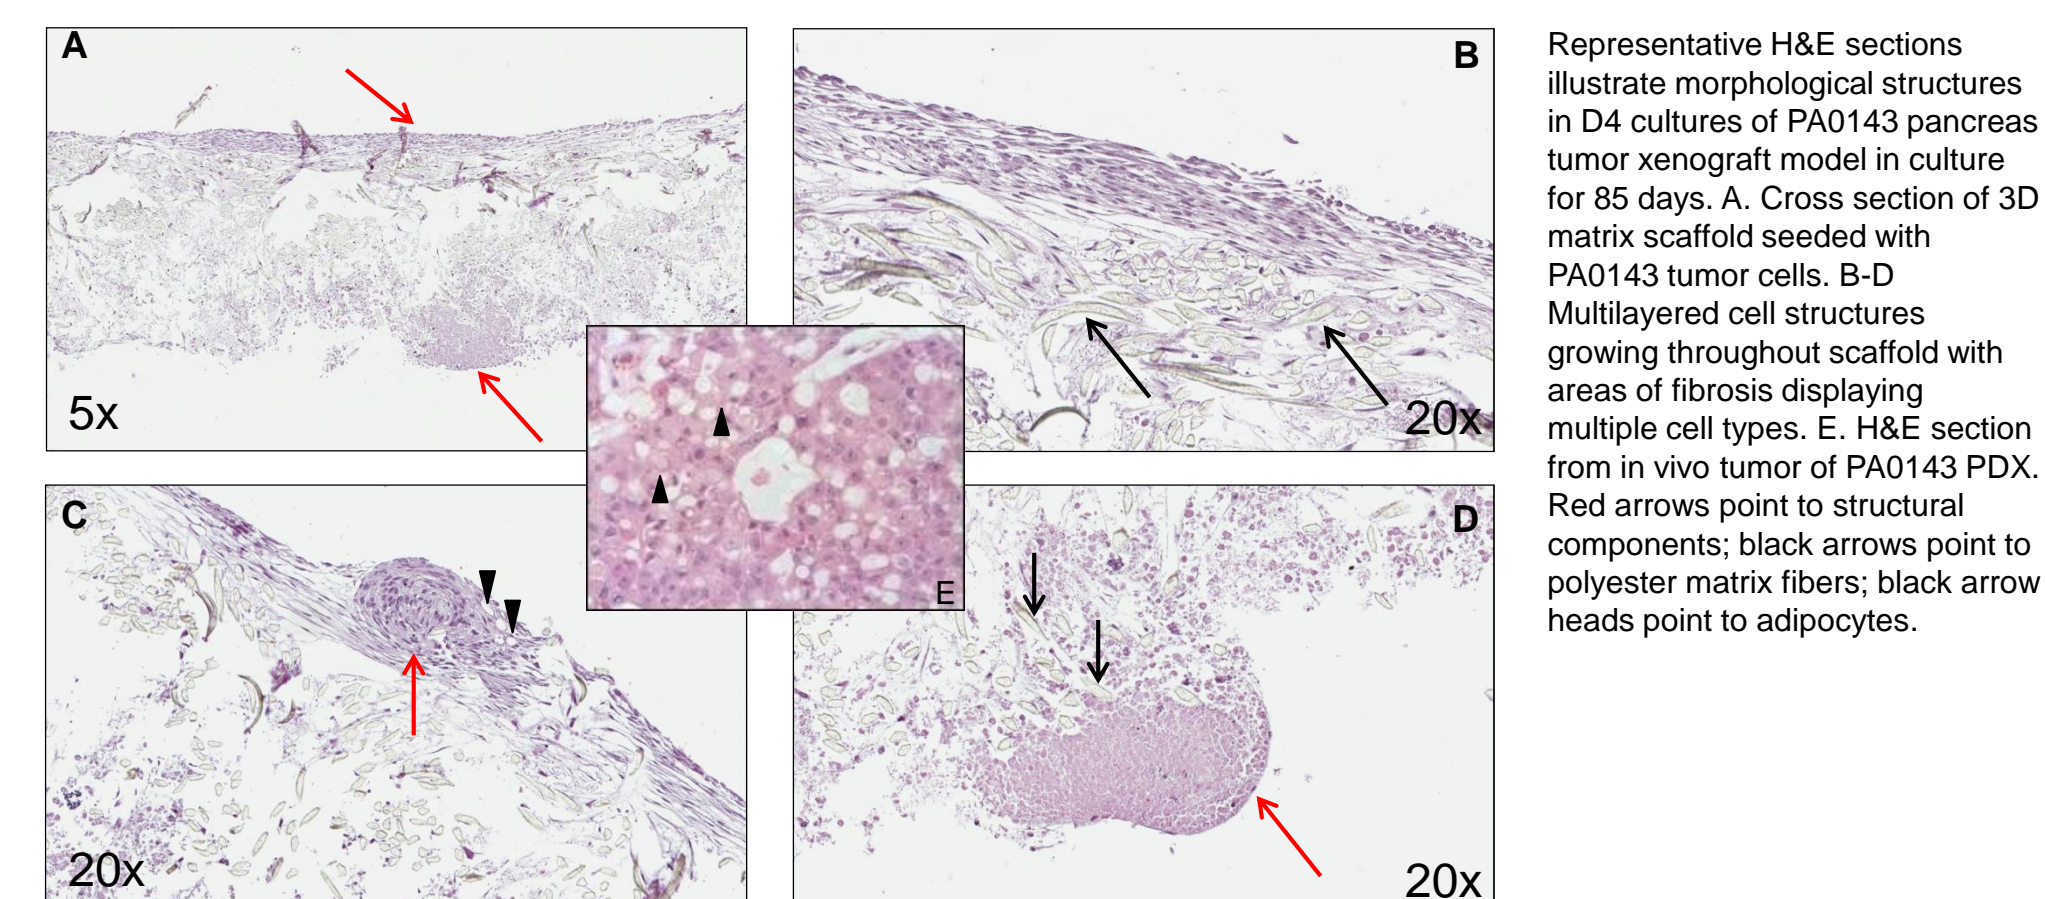 A
5x
B
20x
C
20x
D
20x
E
Representative H&E sections
illustrate morphological structures
in D4 cultures of PA0143 pancreas
tumor xenograft model in culture
for 85 days. A. Cross section of 3D
matrix scaffold seeded with
PA0143 tumor cells. B-D
Multilayered cell structures
growing throughout scaffold with
areas of fibrosis displaying
multiple cell types. E. H&E section
from in vivo tumor of PA0143 PDX.
Red arrows point to structural
components; black arrows point to
polyester matrix fibers; black arrow
heads point to adipocytes.